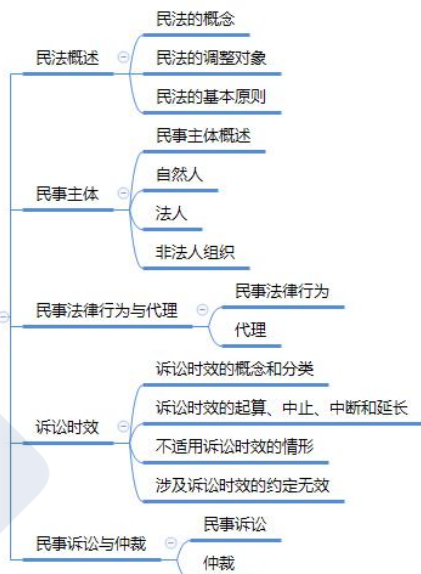 民法概述
民法的概念
民法的调整对象
民法的基本原则
民事主体
民事主体概述
自然人
法人
非法人组织
民事法律行为与代理
民事法律行为
代理
诉讼时效
诉讼时效的概念和分类
诉讼时效的起算、中止、中断和延长
不适用诉讼时效的情形
涉及诉讼时效的约定无效
民事诉讼与仲裁
民事诉讼
仲裁